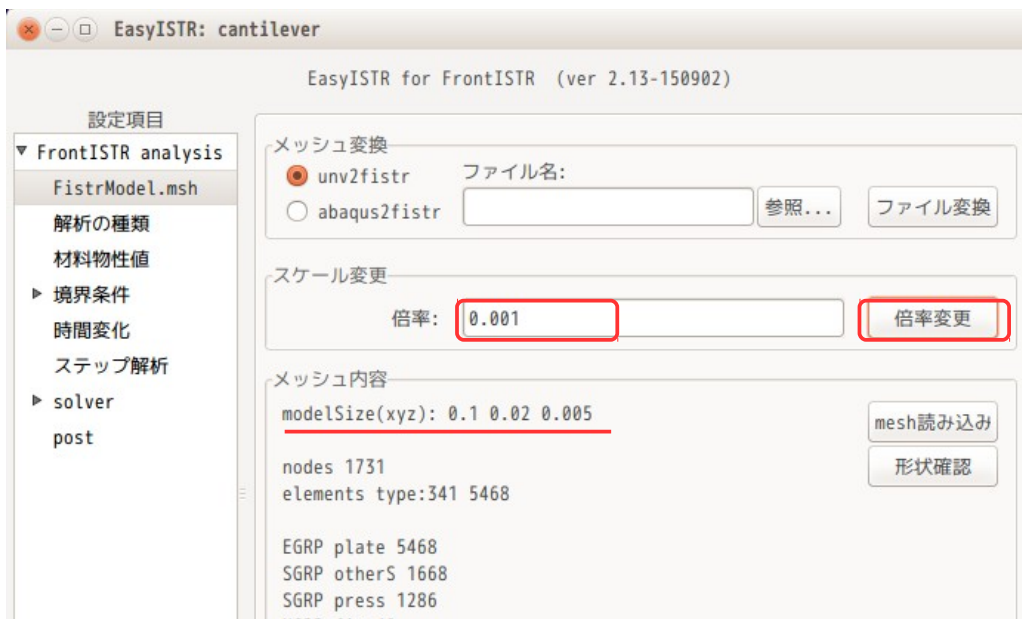 EasyISTR: cantilever
EasyISTR for FrontISTR (ver 2.13-150902)
設定項目
FrontISTR analysis
FistrModel.msh
解析の種類
材料物性値
境界条件
時間変化
ステップ解析
solver
post
メッシュ変換
unv2fistr
ファイル名:
abaqus2fistr
参照...
ファイル変換
スケール変更
倍率: 0.001
倍率変更
メッシュ内容
modelSize(xyz): 0.1 0.02 0.005
mesh読み込み
形状確認
nodes 1731
elements type:341 5468
EGRP plate 5468
SGRP otherS 1668
SGRP press 1286